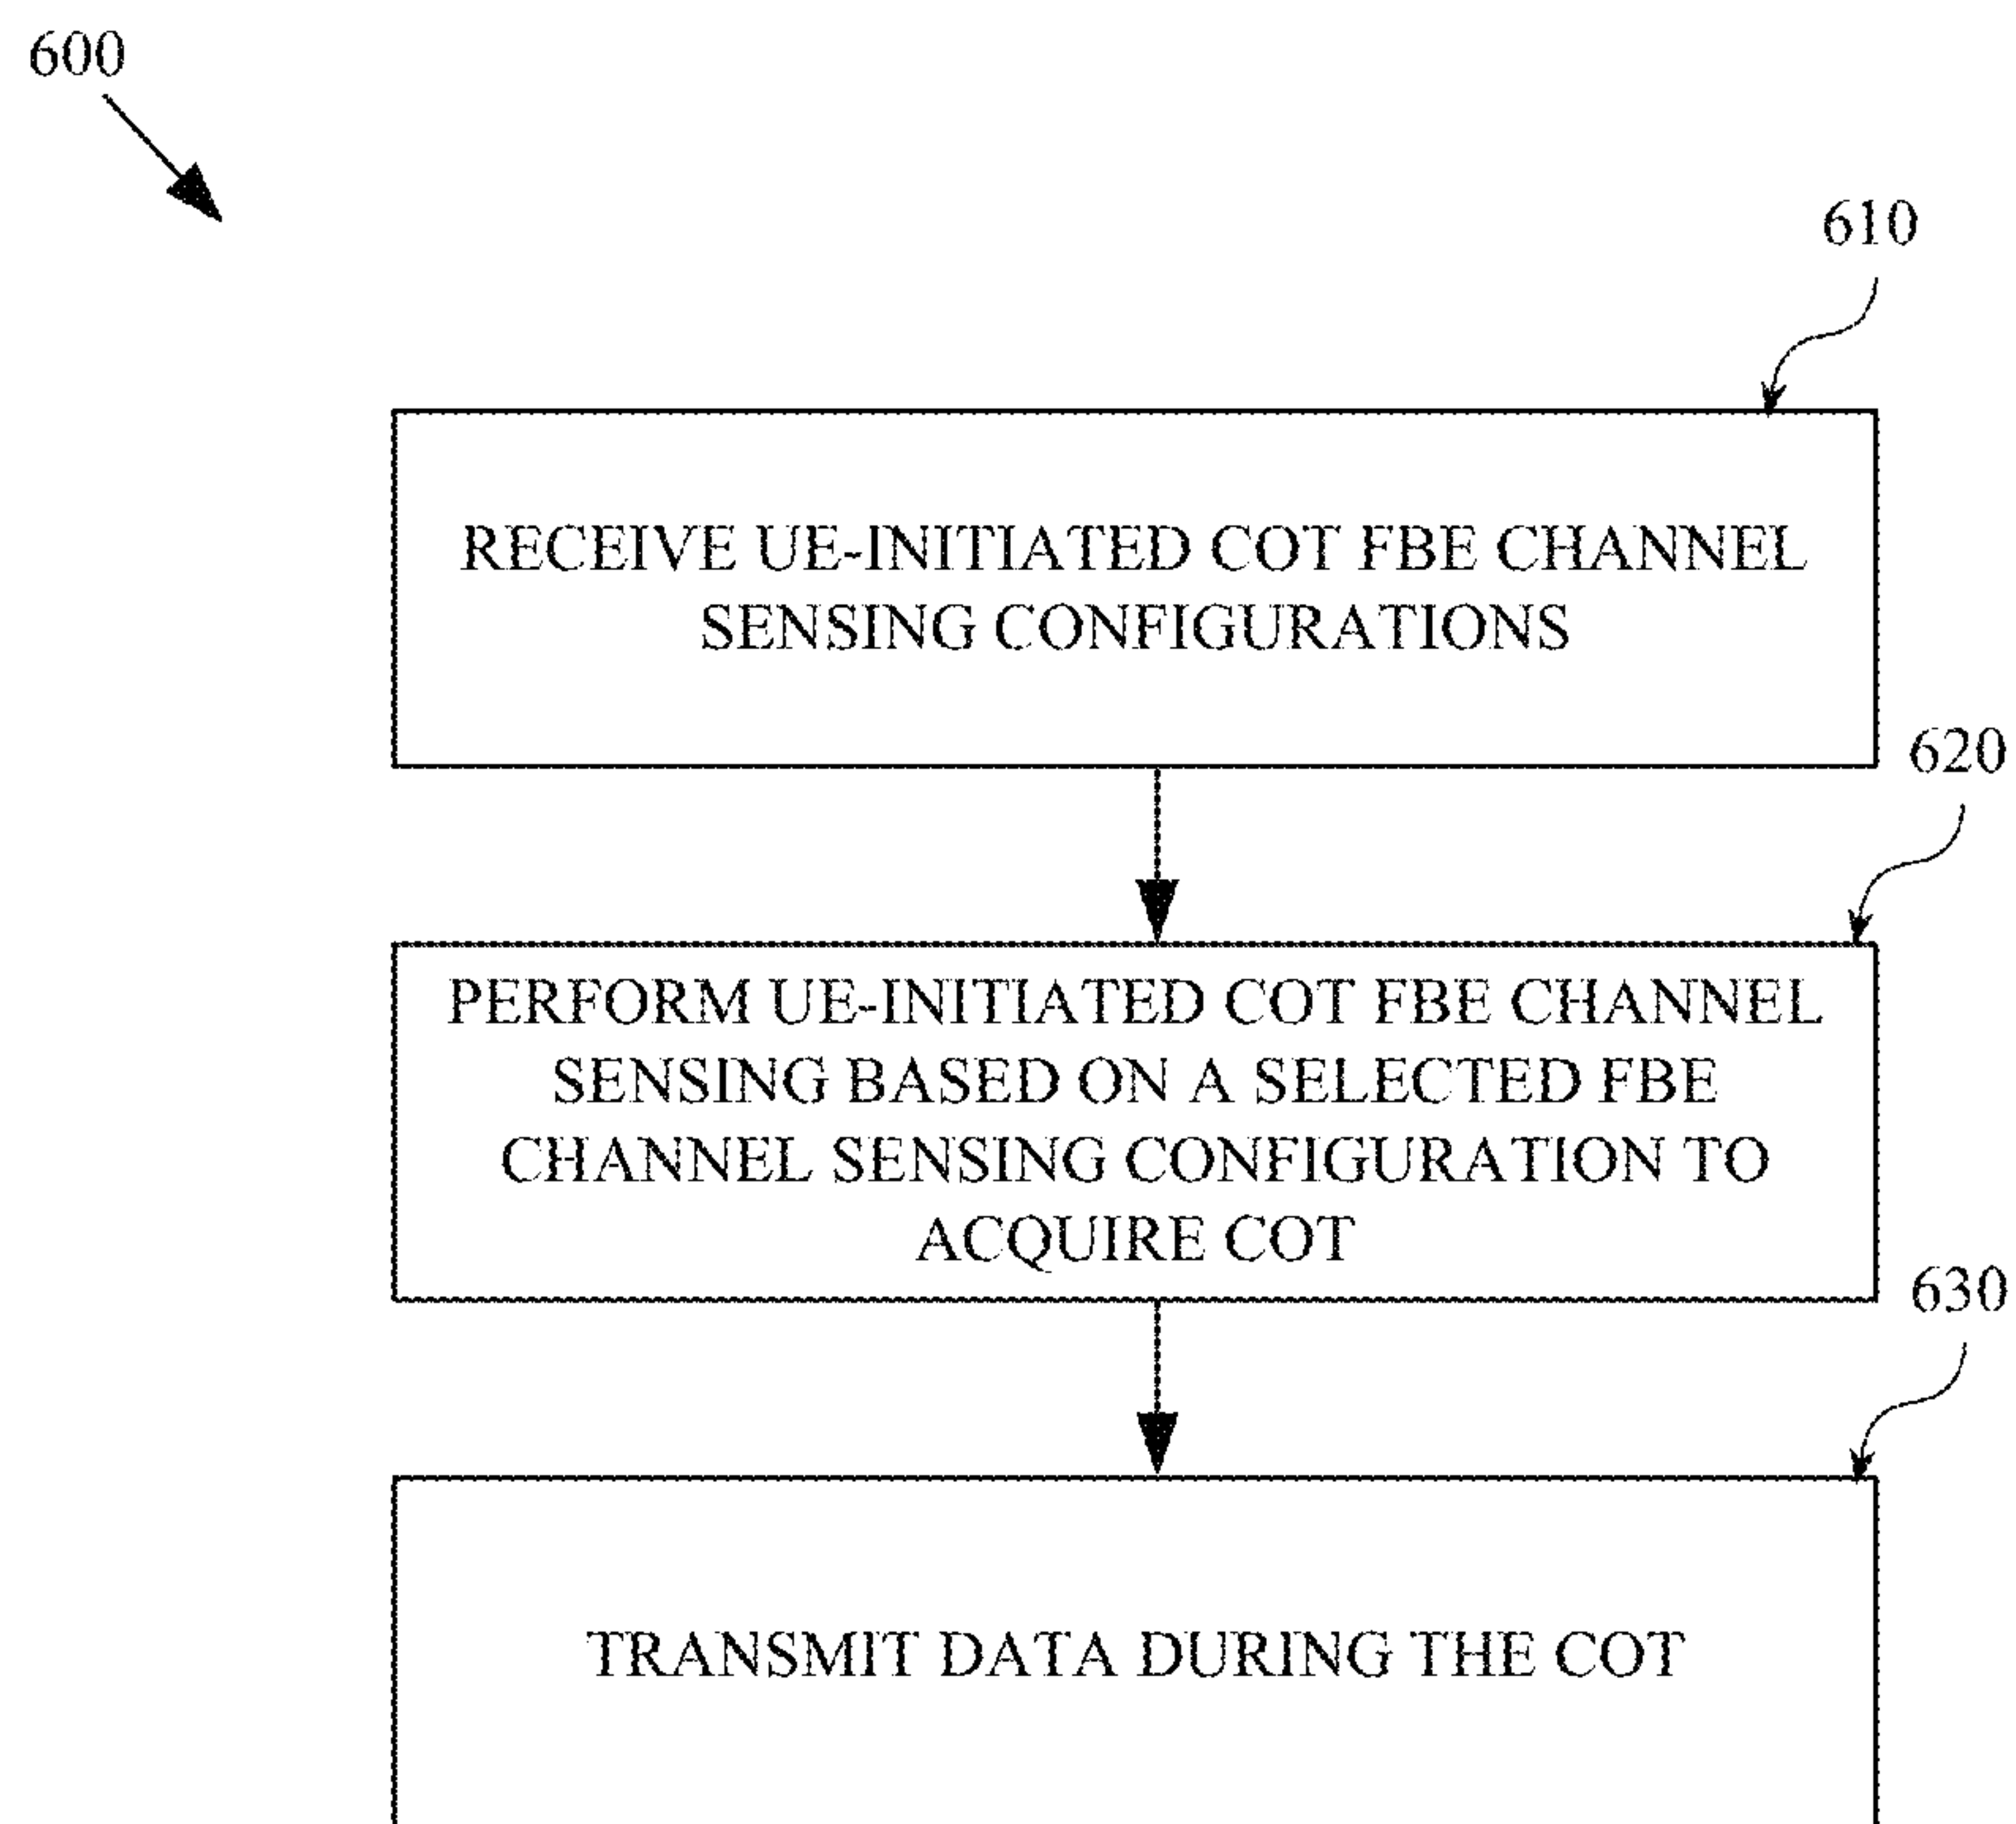 600
610
RECEIVE UE-INITIATED COT FBE CHANNEL
SENSING CONFIGURATIONS
620
PERFORM UE-INITIATED COT FBE CHANNEL
SENSING BASED ON A SELECTED FBE
CHANNEL SENSING CONFIGURATION TO
ACQUIRE COT
630
TRANSMIT DATA DURING THE COT